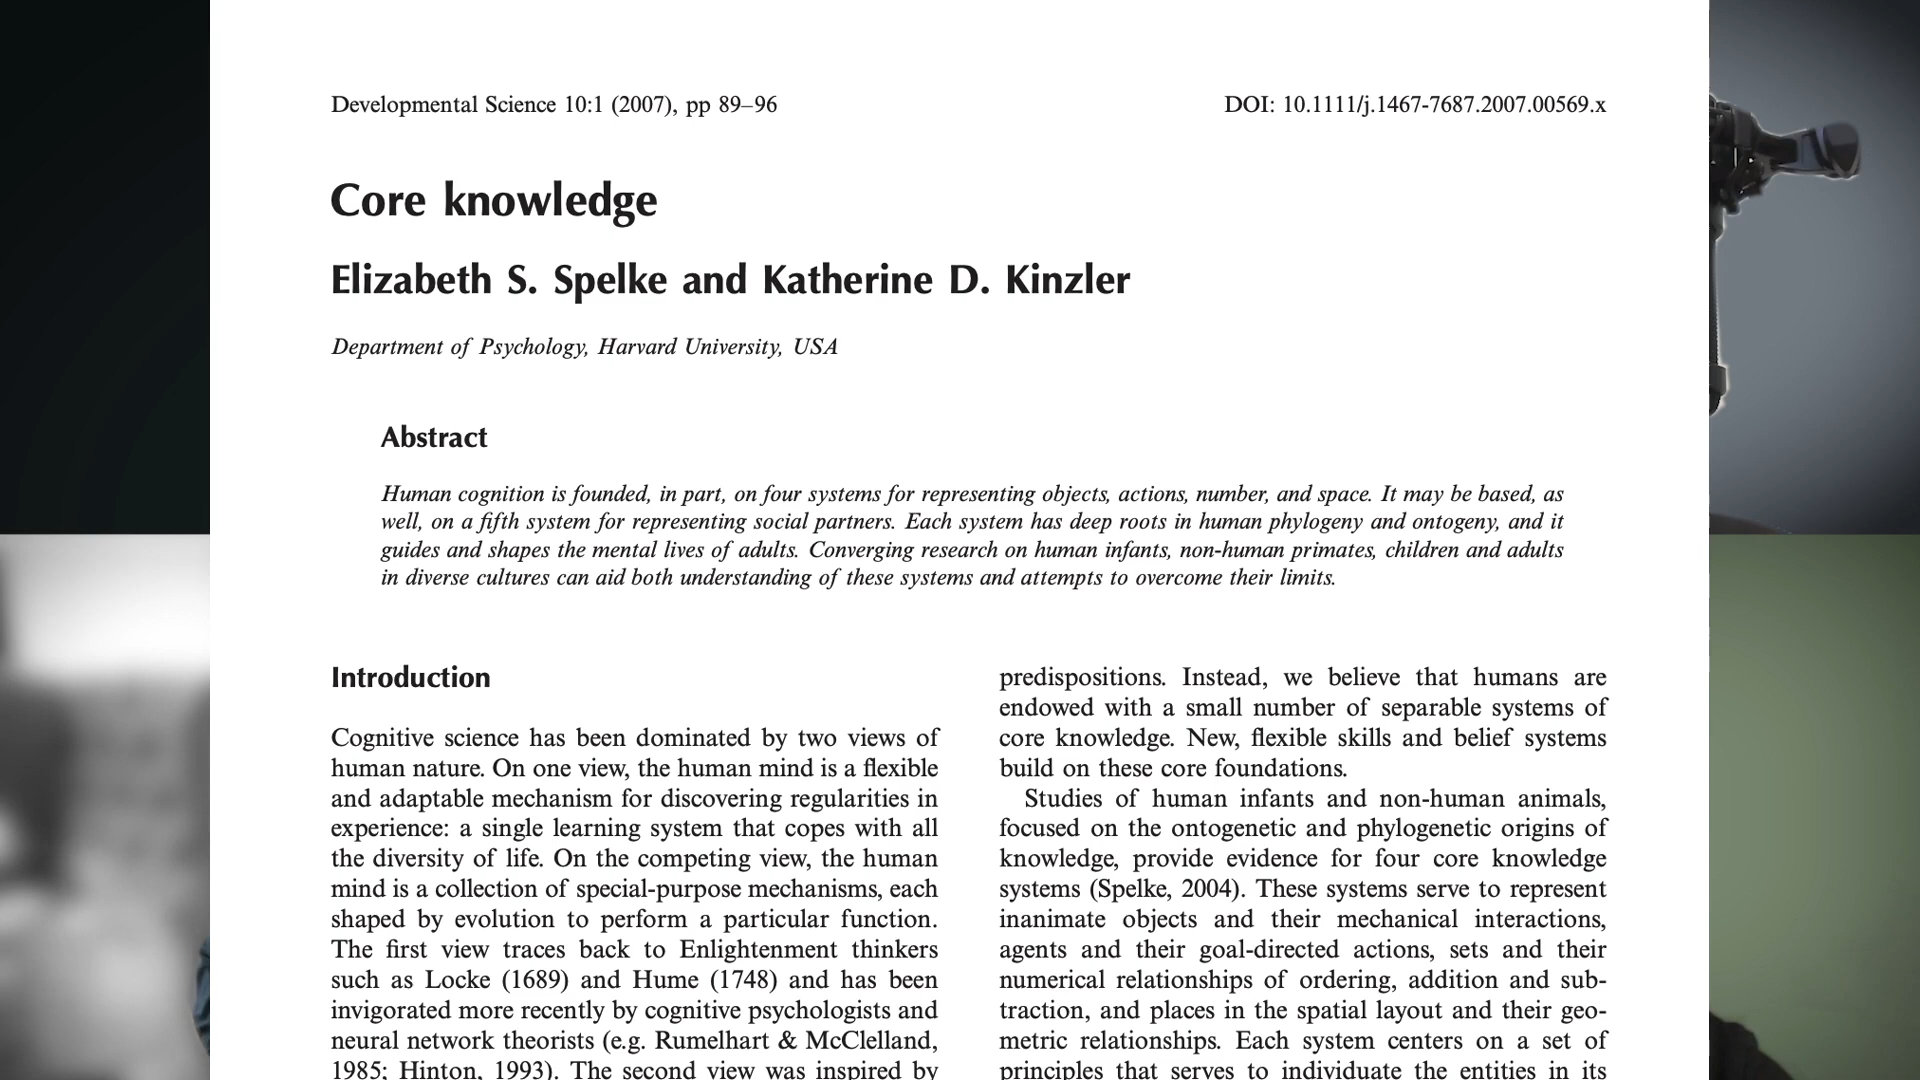 Developmental Science 10:1 (2007), pp 89–96
DOI: 10.1111/j.1467-7687.2007.00569.x
Core knowledge
Elizabeth S. Spelke and Katherine D. Kinzler
Department of Psychology, Harvard University, USA
Abstract
Human cognition is founded, in part, on four systems for representing objects, actions, number, and space. It may be based, as
well, on a fifth system for representing social partners. Each system has deep roots in human phylogeny and ontogeny, and it
guides and shapes the mental lives of adults. Converging research on human infants, non-human primates, children and adults
in diverse cultures can aid both understanding of these systems and attempts to overcome their limits.
Introduction
Cognitive science has been dominated by two views of
human nature. On one view, the human mind is a flexible
and adaptable mechanism for discovering regularities in
experience: a single learning system that copes with all
the diversity of life. On the competing view, the human
mind is a collection of special-purpose mechanisms, each
shaped by evolution to perform a particular function.
The first view traces back to Enlightenment thinkers
such as Locke (1689) and Hume (1748) and has been
invigorated more recently by cognitive psychologists and
neural network theorists (e.g. Rumelhart & McClelland,
1985; Hinton, 1993). The second view was inspired by
predispositions. Instead, we believe that humans are
endowed with a small number of separable systems of
core knowledge. New, flexible skills and belief systems
build on these core foundations.
Studies of human infants and non-human animals,
focused on the ontogenetic and phylogenetic origins of
knowledge, provide evidence for four core knowledge
systems (Spelke, 2004). These systems serve to represent
inanimate objects and their mechanical interactions,
agents and their goal-directed actions, sets and their
numerical relationships of ordering, addition and sub-
traction, and places in the spatial layout and their geo-
metric relationships. Each system centers on a set of
principles that serves to individuate the entities in its